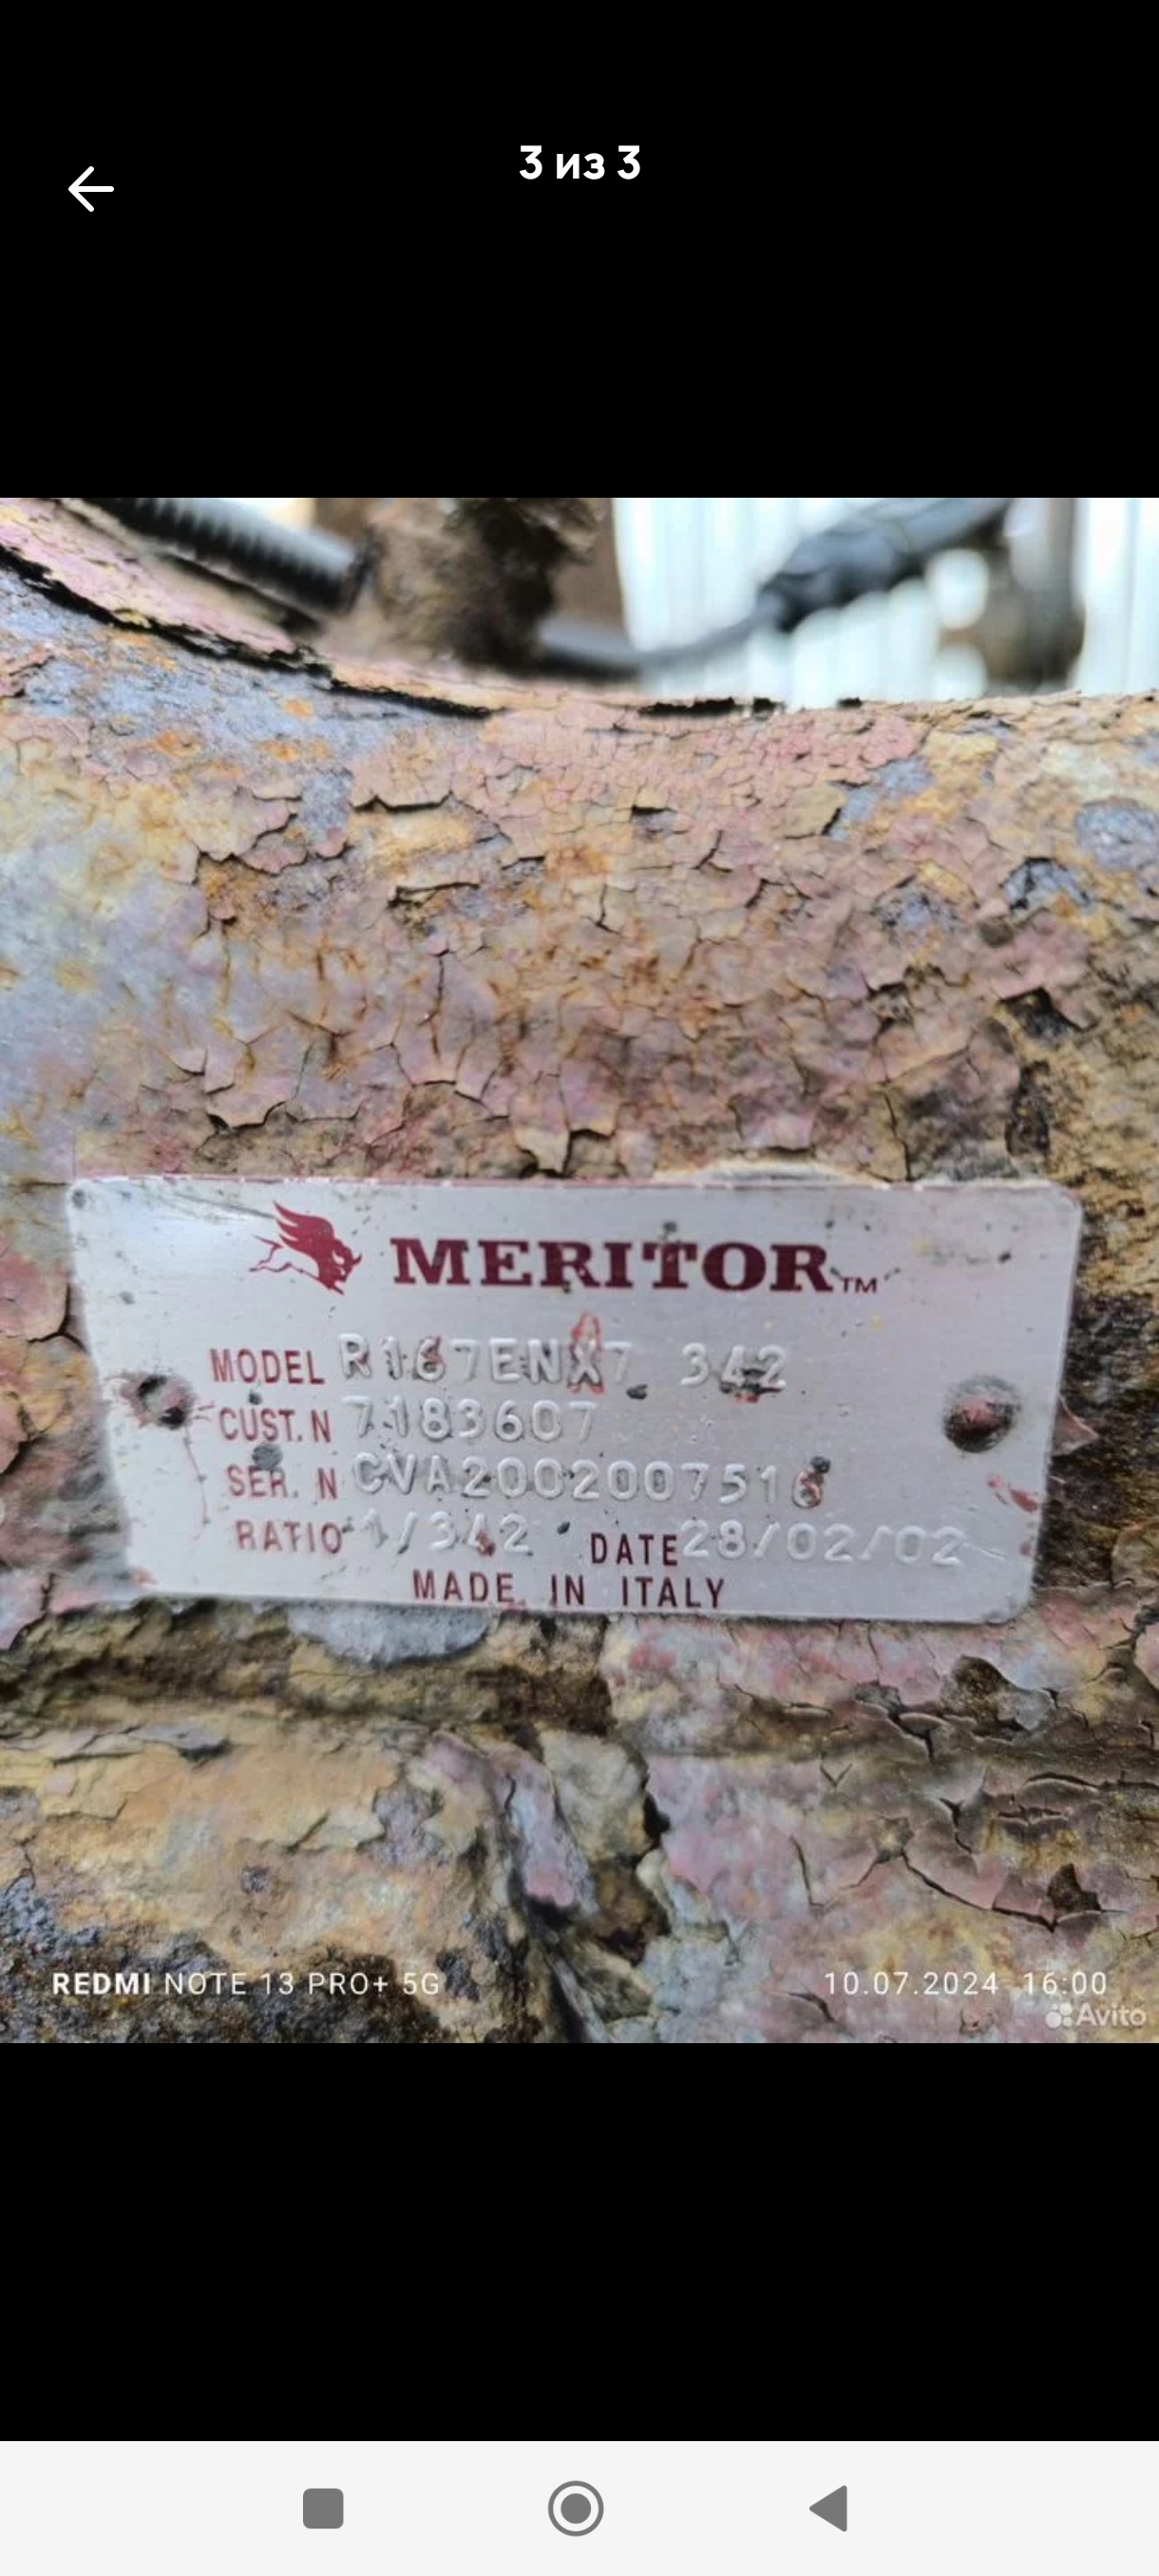 3 из 3
MERITOR TM
MODEL R167ENX7 342
CUST. N 7183607
SER. N CVA2002007516
RATIO 1/342 DATE 28/02/02
MADE IN ITALY
REDMI NOTE 13 PRO+ 5G 10.07.2024 16:00
Avito